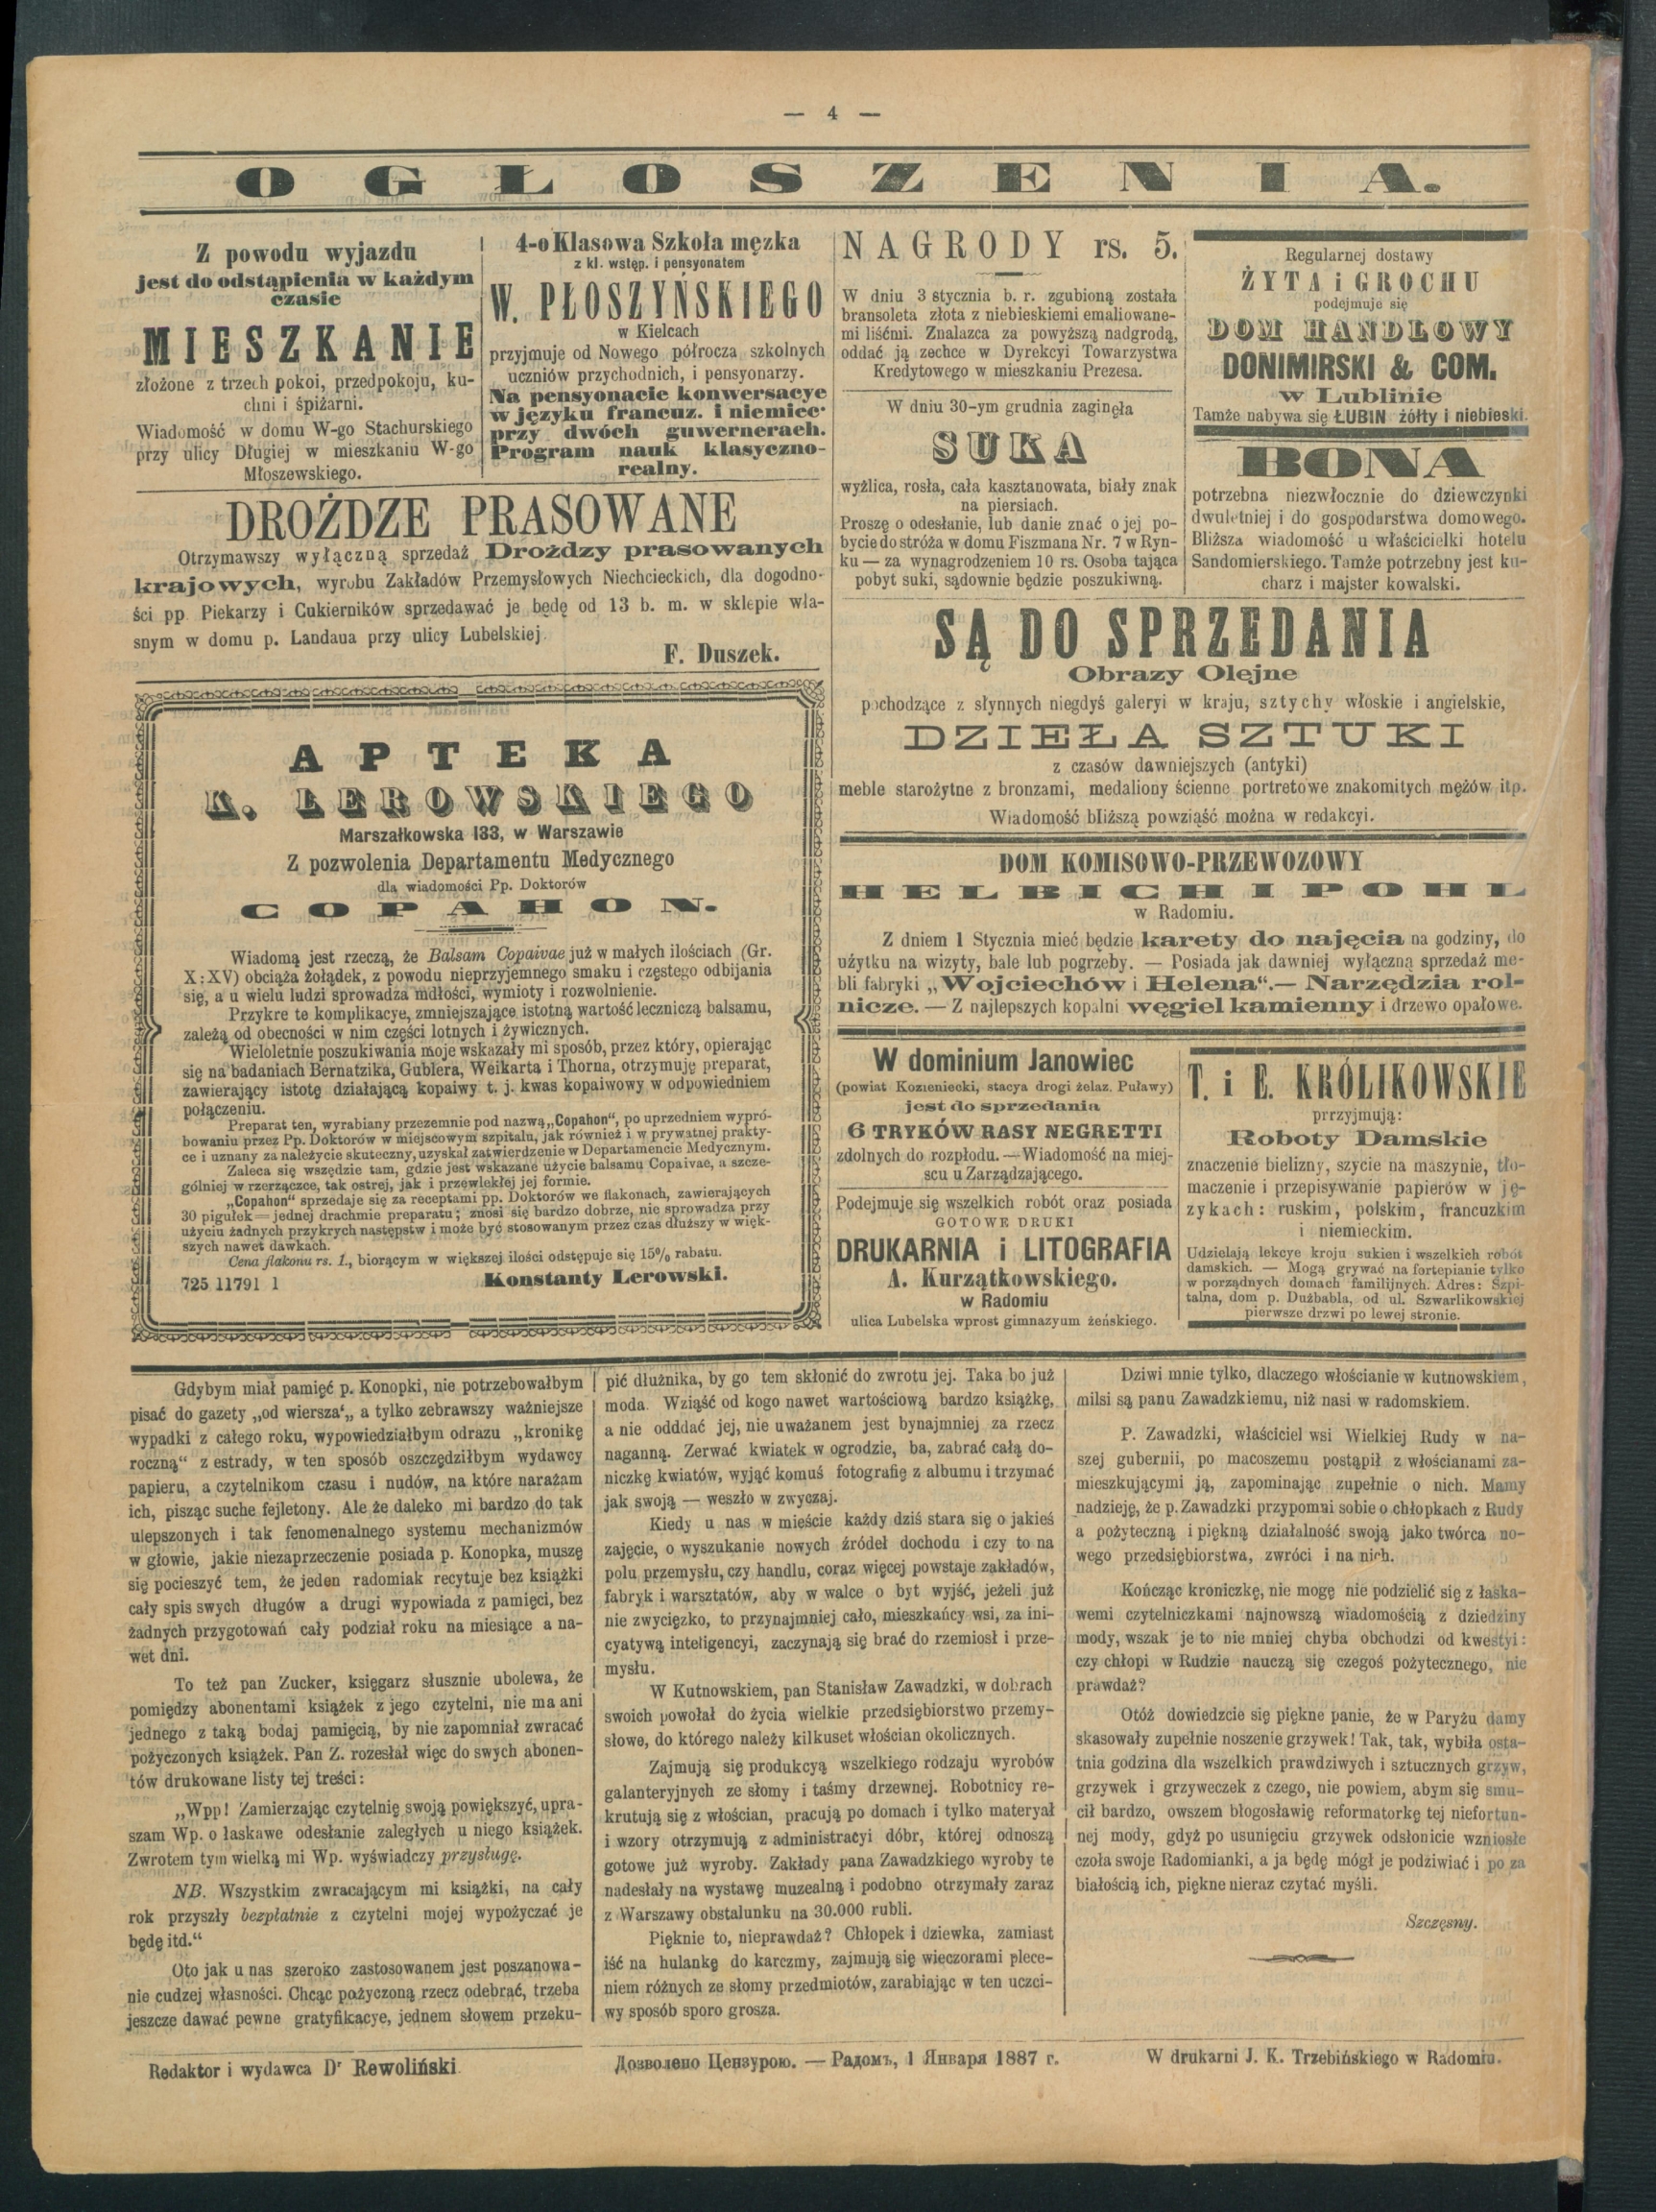 — 4 —
OGŁOSZENIA.
Z powodu wyjazdu
jest do odstąpienia w każdym
czasie
MIESZKANIE
złożone z trzech pokoi, przedpokoju, ku-
chni i śpiżarni.
Wiadomość w domu W-go Stachurskiego
przy ulicy Długiej w mieszkaniu W-go
Młoszewskiego.
4-o Klasowa Szkoła męzka
z kl. wstęp. i pensyonatem
W. PŁOSZYŃSKIEGO
w Kielcach
przyjmuje od Nowego półrocza szkolnych
uczniów przychodnich, i pensyonarzy.
Na pensyonacie konwersacye
w języku francuz. i niemiec-
przy dwóch guwernerach.
Program nauk klasyczno-
realny.
DROŻDZE PRASOWANE
Otrzymawszy wyłączną sprzedaż Drożdzy prasowanych
krajowych, wyrobu Zakładów Przemysłowych Niechcieckich, dla dogodno-
ści pp Piekarzy i Cukierników sprzedawać je będę od 13 b. m. w sklepie wła-
snym w domu p. Landaua przy ulicy Lubelskiej.
F. Duszek.
APTEKA
K. LEROWSKIEGO
Marszałkowska 133, w Warszawie
Z pozwolenia Departamentu Medycznego
dla wiadomości Pp. Doktorów
COPAHON.
Wiadomą jest rzeczą, że Balsam Copaivae już w małych ilościach (Gr.
X:XV) obciąża żołądek, z powodu nieprzyjemnego smaku i częstego odbijania
się, a u wielu ludzi sprowadza mdłości, wymioty i rozwolnienie.
Przykre te komplikacye, zmniejszające istotną wartość leczniczą balsamu,
zależą od obecności w nim części lotnych i żywicznych.
Wieloletnie poszukiwania moje wskazały mi sposób, przez który, opierając
się na badaniach Bernatzika, Gublera, Weikarta i Thorna, otrzymuję preparat,
zawierający istotę działającą kopaiwy t. j. kwas kopaiwowy w odpowiedniem
połączeniu.
Preparat ten, wyrabiany przezemnie pod nazwą „Copahon“, po uprzedniem wypró-
bowaniu przez Pp. Doktorów w miejscowym szpitalu, jak również i w prywatnej prakty-
ce i uznany za należycie skuteczny, uzyskał zatwierdzenie w Departamencie Medycznym.
Zaleca się wszędzie tam, gdzie jest wskazane użycie balsamu Copaivae, a szcze-
gólniej w rzerzączce, tak ostrej, jak i przewlekłej jej formie.
„Copahon“ sprzedaje się za receptami pp. Doktorów we flakonach, zawierających
30 pigułek = jednej drachmie preparatu; znosi się bardzo dobrze, nie sprowadza przy
użyciu żadnych przykrych następstw i może być stosowanym przez czas dłuższy w więk-
szych nawet dawkach.
Cena flakonu rs. 1., biorącym w większej ilości odstępuje się 15% rabatu.
725 11791 1
Konstanty Lerowski.
NAGRODY rs. 5.
W dniu 3 stycznia b. r. zgubioną została
bransoleta złota z niebieskiemi emaliowane-
mi liśćmi. Znalazca za powyższą nadgrodą,
oddać ją zechce w Dyrekcyi Towarzystwa
Kredytowego w mieszkaniu Prezesa.
W dniu 30-ym grudnia zaginęła
SUKA
wyżlica, rosła, cała kasztanowata, biały znak
na piersiach.
Proszę o odesłanie, lub danie znać o jej po-
bycie do stróża w domu Fiszmana Nr. 7 w Ryn-
ku — za wynagrodzeniem 10 rs. Osoba tająca
pobyt suki, sądownie będzie poszukiwną.
Regularnej dostawy
ŻYTA i GROCHU
podejmuje się
DOM HANDLOWY
DONIMIRSKI & COM.
w Lublinie
Tamże nabywa się ŁUBIN żółty i niebieski.
BONA
potrzebna niezwłocznie do dziewczynki
dwuletniej i do gospodarstwa domowego.
Bliższa wiadomość u właścicielki hotelu
Sandomierskiego. Tamże potrzebny jest ku-
charz i majster kowalski.
SĄ DO SPRZEDANIA
Obrazy Olejne
pochodzące z słynnych niegdyś galeryi w kraju, sztychy włoskie i angielskie,
DZIEŁA SZTUKI
z czasów dawniejszych (antyki)
meble starożytne z bronzami, medaliony ścienne portretowe znakomitych mężów itp.
Wiadomość bliższą powziąść można w redakcyi.
DOM KOMISOWO-PRZEWOZOWY
HELBICH I POHL
w Radomiu.
Z dniem 1 Stycznia mieć będzie karety do najęcia na godziny, do
użytku na wizyty, bale lub pogrzeby. — Posiada jak dawniej wyłączną sprzedaż me-
bli fabryki „Wojciechów i Helena“.— Narzędzia rol-
nicze. — Z najlepszych kopalni węgiel kamienny i drzewo opałowe.
W dominium Janowiec
(powiat Kozieniecki, stacya drogi żelaz. Puławy)
jest do sprzedania
6 TRYKÓW RASY NEGRETTI
zdolnych do rozpłodu. —Wiadomość na miej-
scu u Zarządzającego.
Podejmuje się wszelkich robót oraz posiada
GOTOWE DRUKI
DRUKARNIA i LITOGRAFIA
A. Kurzątkowskiego.
w Radomiu
ulica Lubelska wprost gimnazyum żeńskiego.
T. i E. KRÓLIKOWSKIE
prrzyjmują:
Roboty Damskie
znaczenie bielizny, szycie na maszynie, tło-
maczenie i przepisywanie papierów w ję-
zykach: ruskim, polskim, francuzkim
i niemieckim.
Udzielają lekcye kroju sukien i wszelkich robót
damskich. — Mogą grywać na fortepianie tylko
w porządnych domach familijnych. Adres: Szpi-
talna, dom p. Dużbabla, od ul. Szwarlikowskiej
pierwsze drzwi po lewej stronie.
Gdybym miał pamięć p. Konopki, nie potrzebowałbym
pisać do gazety „od wiersza‘„ a tylko zebrawszy ważniejsze
wypadki z całego roku, wypowiedziałbym odrazu „kronikę
roczną“ z estrady, w ten sposób oszczędziłbym wydawcy
papieru, a czytelnikom czasu i nudów, na które narażam
ich, pisząc suche fejletony. Ale że daleko mi bardzo do tak
ulepszonych i tak fenomenalnego systemu mechanizmów
w głowie, jakie niezaprzeczenie posiada p. Konopka, muszę
się pocieszyć tem, że jeden radomiak recytuje bez książki
cały spis swych długów a drugi wypowiada z pamięci, bez
żadnych przygotowań cały podział roku na miesiące a na-
wet dni.
To też pan Zucker, księgarz słusznie ubolewa, że
pomiędzy abonentami książek z jego czytelni, nie ma ani
jednego z taką bodaj pamięcią, by nie zapomniał zwracać
pożyczonych książek. Pan Z. rozesłał więc do swych abonen-
tów drukowane listy tej treści:
„Wpp! Zamierzając czytelnię swoją powiększyć, upra-
szam Wp. o łaskawe odesłanie zaległych u niego książek.
Zwrotem tym wielką mi Wp. wyświadczy przysługę.
NB. Wszystkim zwracającym mi książki, na cały
rok przyszły bezpłatnie z czytelni mojej wypożyczać je
będę itd.“
Oto jak u nas szeroko zastosowanem jest poszanowa-
nie cudzej własności. Chcąc pożyczoną rzecz odebrać, trzeba
jeszcze dawać pewne gratyfikacye, jednem słowem przeku-
pić dłużnika, by go tem skłonić do zwrotu jej. Taka bo już
moda. Wziąść od kogo nawet wartościową bardzo książkę,
a nie odddać jej, nie uważanem jest bynajmniej za rzecz
naganną. Zerwać kwiatek w ogrodzie, ba, zabrać całą do-
niczkę kwiatów, wyjąć komuś fotografię z albumu i trzymać
jak swoją — weszło w zwyczaj.
Kiedy u nas w mieście każdy dziś stara się o jakieś
zajęcie, o wyszukanie nowych źródeł dochodu i czy to na
polu przemysłu, czy handlu, coraz więcej powstaje zakładów,
fabryk i warsztatów, aby w walce o byt wyjść, jeżeli już
nie zwycięzko, to przynajmniej cało, mieszkańcy wsi, za ini-
cyatywą inteligencyi, zaczynają się brać do rzemiosł i prze-
mysłu.
W Kutnowskiem, pan Stanisław Zawadzki, w dobrach
swoich powołał do życia wielkie przedsiębiorstwo przemy-
słowe, do którego należy kilkuset włościan okolicznych.
Zajmują się produkcyą wszelkiego rodzaju wyrobów
galanteryjnych ze słomy i taśmy drzewnej. Robotnicy re-
krutują się z włościan, pracują po domach i tylko materyał
i wzory otrzymują z administracyi dóbr, której odnoszą
gotowe już wyroby. Zakłady pana Zawadzkiego wyroby te
nadesłały na wystawę muzealną i podobno otrzymały zaraz
z Warszawy obstalunku na 30.000 rubli.
Pięknie to, nieprawdaż? Chłopek i dziewka, zamiast
iść na hulankę do karczmy, zajmują się wieczorami plece-
niem różnych ze słomy przedmiotów, zarabiając w ten uczci-
wy sposób sporo grosza.
Dziwi mnie tylko, dlaczego włościanie w kutnowskiem,
milsi są panu Zawadzkiemu, niż nasi w radomskiem.
P. Zawadzki, właściciel wsi Wielkiej Rudy w na-
szej gubernii, po macoszemu postąpił z włościanami za-
mieszkującymi ją, zapominając zupełnie o nich. Mamy
nadzieję, że p. Zawadzki przypomni sobie o chłopkach z Rudy
a pożyteczną i piękną działalność swoją jako twórca no-
wego przedsiębiorstwa, zwróci i na nich.
Kończąc kroniczkę, nie mogę nie podzielić się z łaska-
wemi czytelniczkami najnowszą wiadomością z dziedziny
mody, wszak je to nie mniej chyba obchodzi od kwestyi:
czy chłopi w Rudzie nauczą się czegoś pożytecznego, nie
prawdaż?
Otóż dowiedzcie się piękne panie, że w Paryżu damy
skasowały zupełnie noszenie grzywek! Tak, tak, wybiła osta-
tnia godzina dla wszelkich prawdziwych i sztucznych grzyw,
grzywek i grzyweczek z czego, nie powiem, abym się smu-
cił bardzo, owszem błogosławię reformatorkę tej niefortun-
nej mody, gdyż po usunięciu grzywek odsłonicie wzniosłe
czoła swoje Radomianki, a ja będę mógł je podziwiać i po za
białością ich, piękne nieraz czytać myśli.
Szczęsny.
Redaktor i wydawca Dr Rewoliński.
Дозволено Цензурою. — Радомъ, 1 Января 1887 г.
W drukarni J. K. Trzebińskiego w Radomiu.